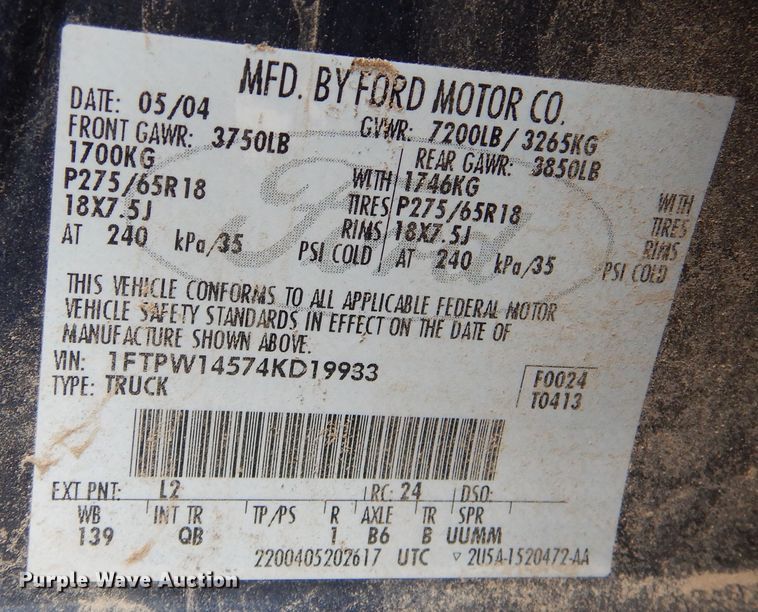 MFD. BY FORD MOTOR CO.
DATE: 05/04 GVWR: 7200LB/ 3265KG
FRONT GAWR: 3750LB REAR GAWR: 3850LB
1700KG WITH 1746KG WITH
P275/65R18 TIRES P275/65R18 TIRES
18X7.5J RIMS 18X7.5J RIMS
AT 240 kPa/35 PSI COLD AT 240 kPa/35 PSI COLD
Ford
THIS VEHICLE CONFORMS TO ALL APPLICABLE FEDERAL MOTOR
VEHICLE SAFETY STANDARDS IN EFFECT ON THE DATE OF
MANUFACTURE SHOWN ABOVE.
VIN: 1FTPW14574KD19933 F0024
TYPE: TRUCK T0413
EXT PNT: L2 RC: 24 DSO:
WB INT TR TP/PS R AXLE TR SPR
139 QB 1 B6 B UUMM
2200405202617 UTC ▽ 2U5A-1520472-AA
Purple Wave Auction